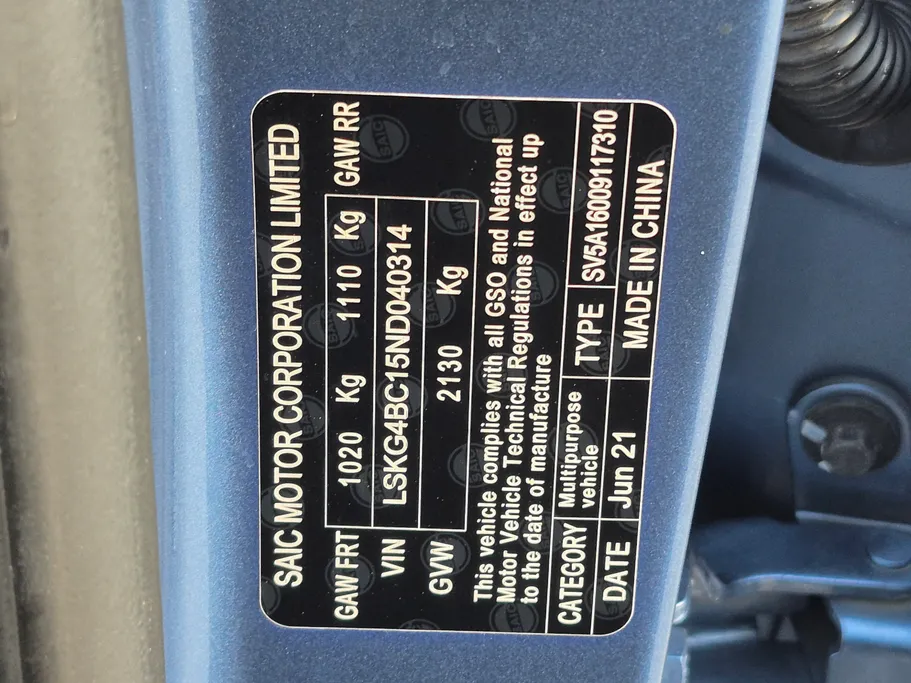 SAIC MOTOR CORPORATION LIMITED
GAW FRT 1020 Kg 1110 Kg GAW RR
VIN LSKG4BC15ND040314
GVW 2130 Kg
This vehicle complies with all GSO and National
Motor Vehicle Technical Regulations in effect up
to the date of manufacture
CATEGORY Multipurpose vehicle TYPE SV5A16009117310
DATE Jun 21 MADE IN CHINA